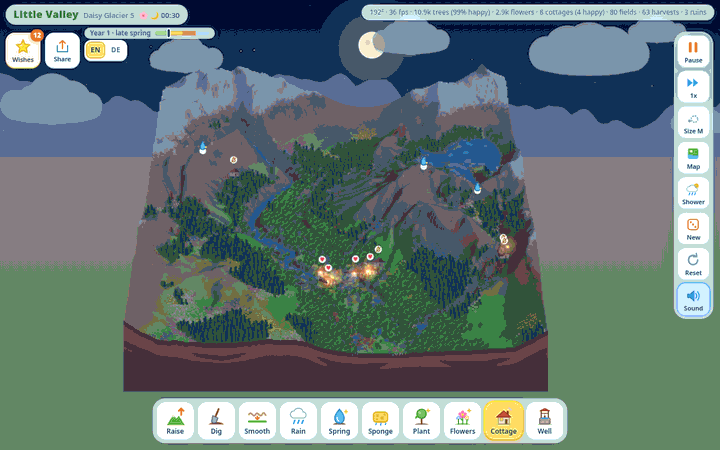 Little Valley Daisy Glacier 5 00:30
192² · 36 fps · 10.9k trees (99% happy) · 2.9k flowers · 8 cottages (4 happy) · 80 fields · 63 harvests · 3 ruins
Year 1 · late spring
12
Wishes
Share
EN
DE
Pause
1x
Size M
Map
Shower
New
Reset
Sound
Raise
Dig
Smooth
Rain
Spring
Sponge
Plant
Flowers
Cottage
Well